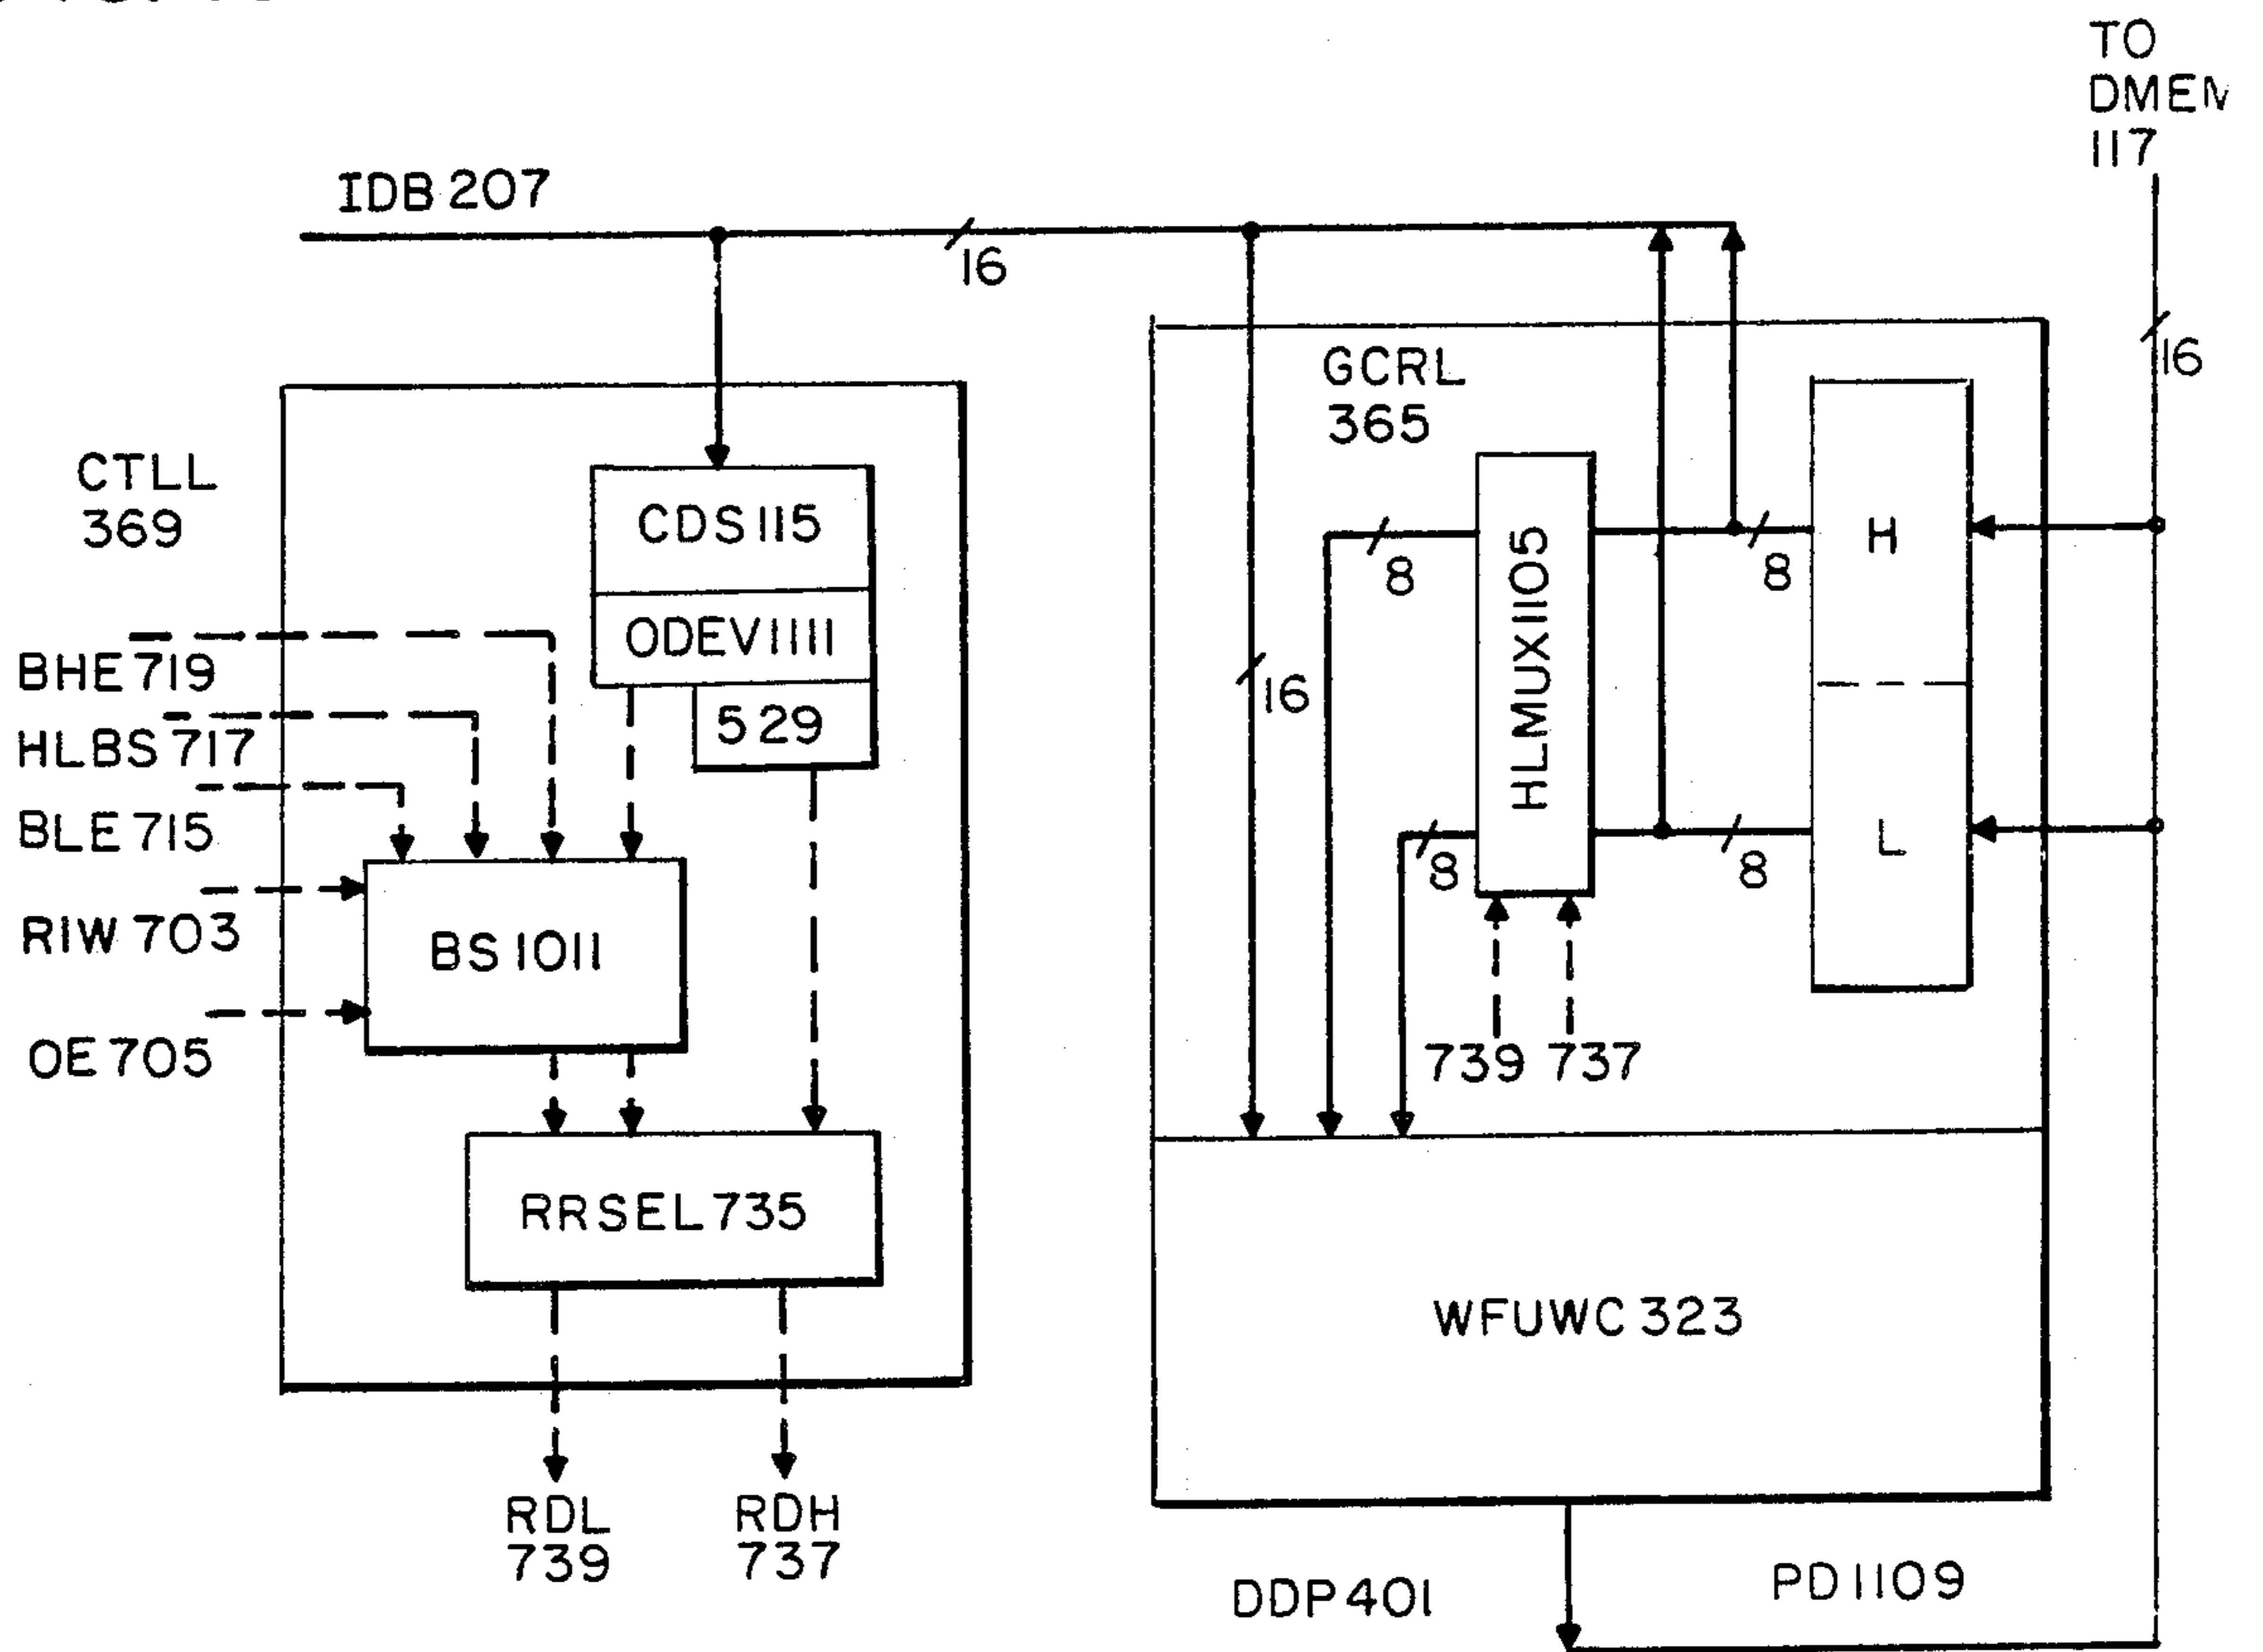 TO
DMEM
117
IDB 207
16
16
GCRL
365
CTLL
369
CDS 115
H
8
8
ODEV 1111
HLMUX 1105
BHE 719
16
529
HLBS 717
BLE 715
L
8
8
RIW 703
BS 1011
OE 705
739 737
RRSEL 735
WFUWC 323
RDL
739
RDH
737
DDP 401
PD 1109